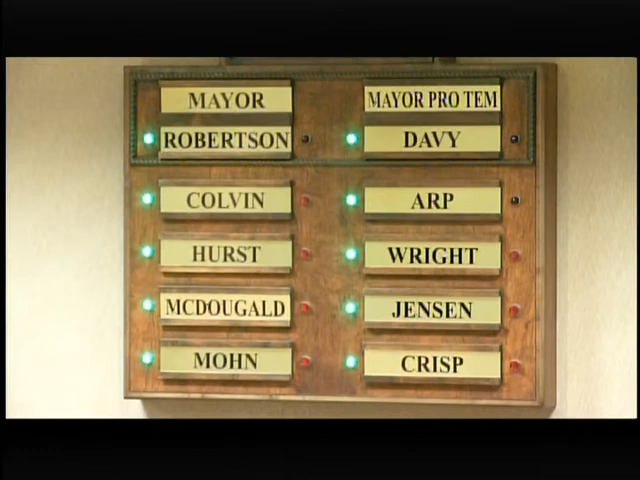 MAYOR
ROBERTSON
COLVIN
HURST
MCDOUGALD
MOHN
MAYOR PRO TEM
DAVY
ARP
WRIGHT
JENSEN
CRISP